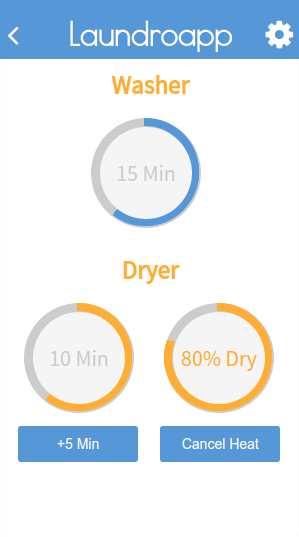 Laundroapp
Washer
15 Min
Dryer
10 Min
80% Dry
+5 Min
Cancel Heat